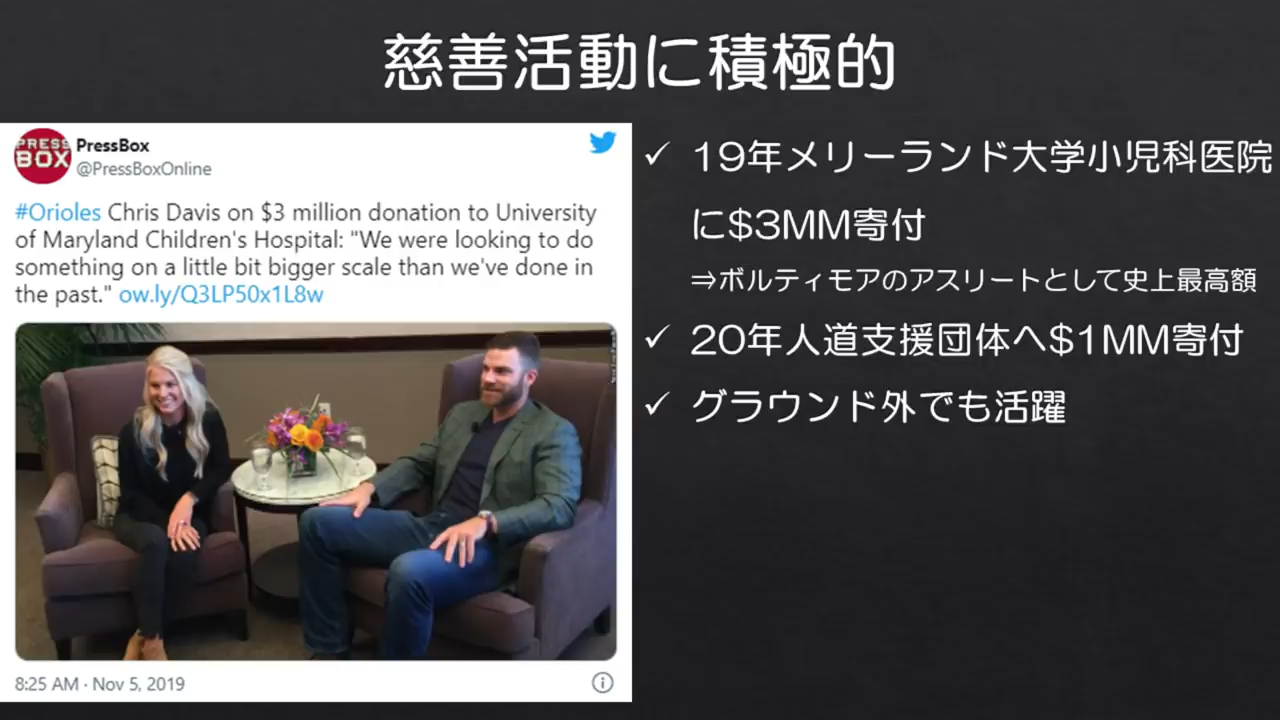 慈善活動に積極的
PRESS
BOX
PressBox
@PressBoxOnline
#Orioles Chris Davis on $3 million donation to University
of Maryland Children's Hospital: "We were looking to do
something on a little bit bigger scale than we've done in
the past." ow.ly/Q3LP50x1L8w
8:25 AM · Nov 5, 2019
✓ 19年メリーランド大学小児科医院
に$3MM寄付
⇒ボルティモアのアスリートとして史上最高額
✓ 20年人道支援団体へ$1MM寄付
✓ グラウンド外でも活躍